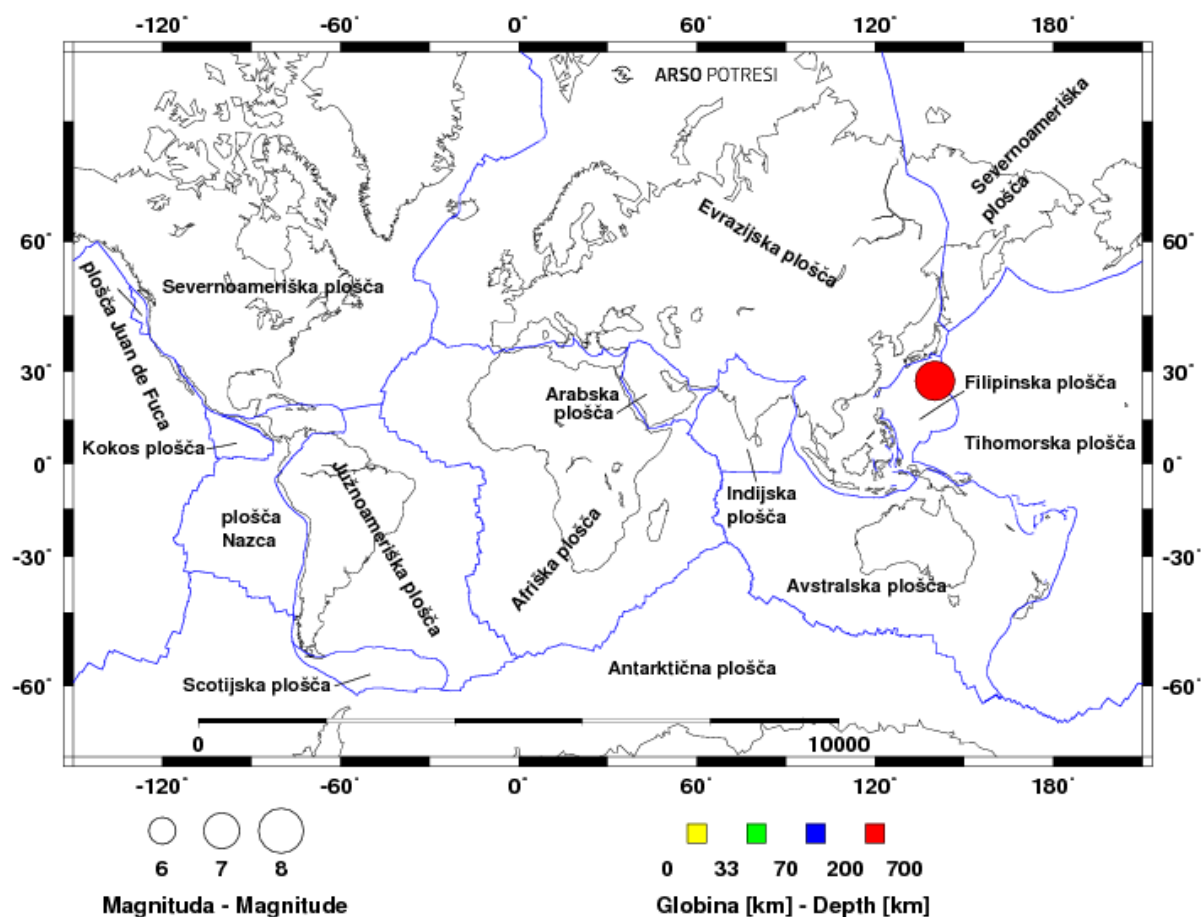 -120° -60° 0° 60° 120° 180°
ARSO POTRESI
Severnoameriška
plošča
Evrazijska plošča
60° 60°
Severnoameriška plošča
plošča Juan de Fuca
30° 30°
Filipinska plošča
Arabska
plošča
Kokos plošča
Tihomorska plošča
0° 0°
Južnoameriška plošča
Indijska
plošča
plošča
Nazca
Afriška plošča
-30° -30°
Avstralska plošča
Antarktična plošča
Scotijska plošča
-60° -60°
0 10000
-120° -60° 0° 60° 120° 180°
6 7 8
0 33 70 200 700
Magnituda - Magnitude
Globina [km] - Depth [km]